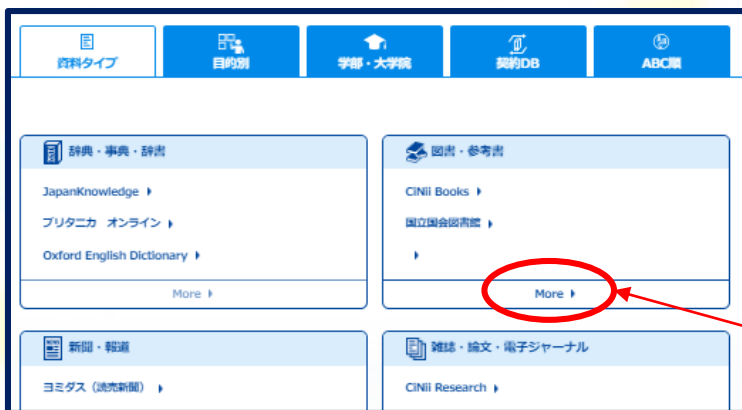 資料タイプ
目的別
学部・大学院
契約DB
ABC順
辞典・事典・辞書
JapanKnowledge
ブリタニカ オンライン
Oxford English Dictionary
More
図書・参考書
CiNii Books
国立国会図書館
More
新聞・報道
ヨミダス（読売新聞）
雑誌・論文・電子ジャーナル
CiNii Research